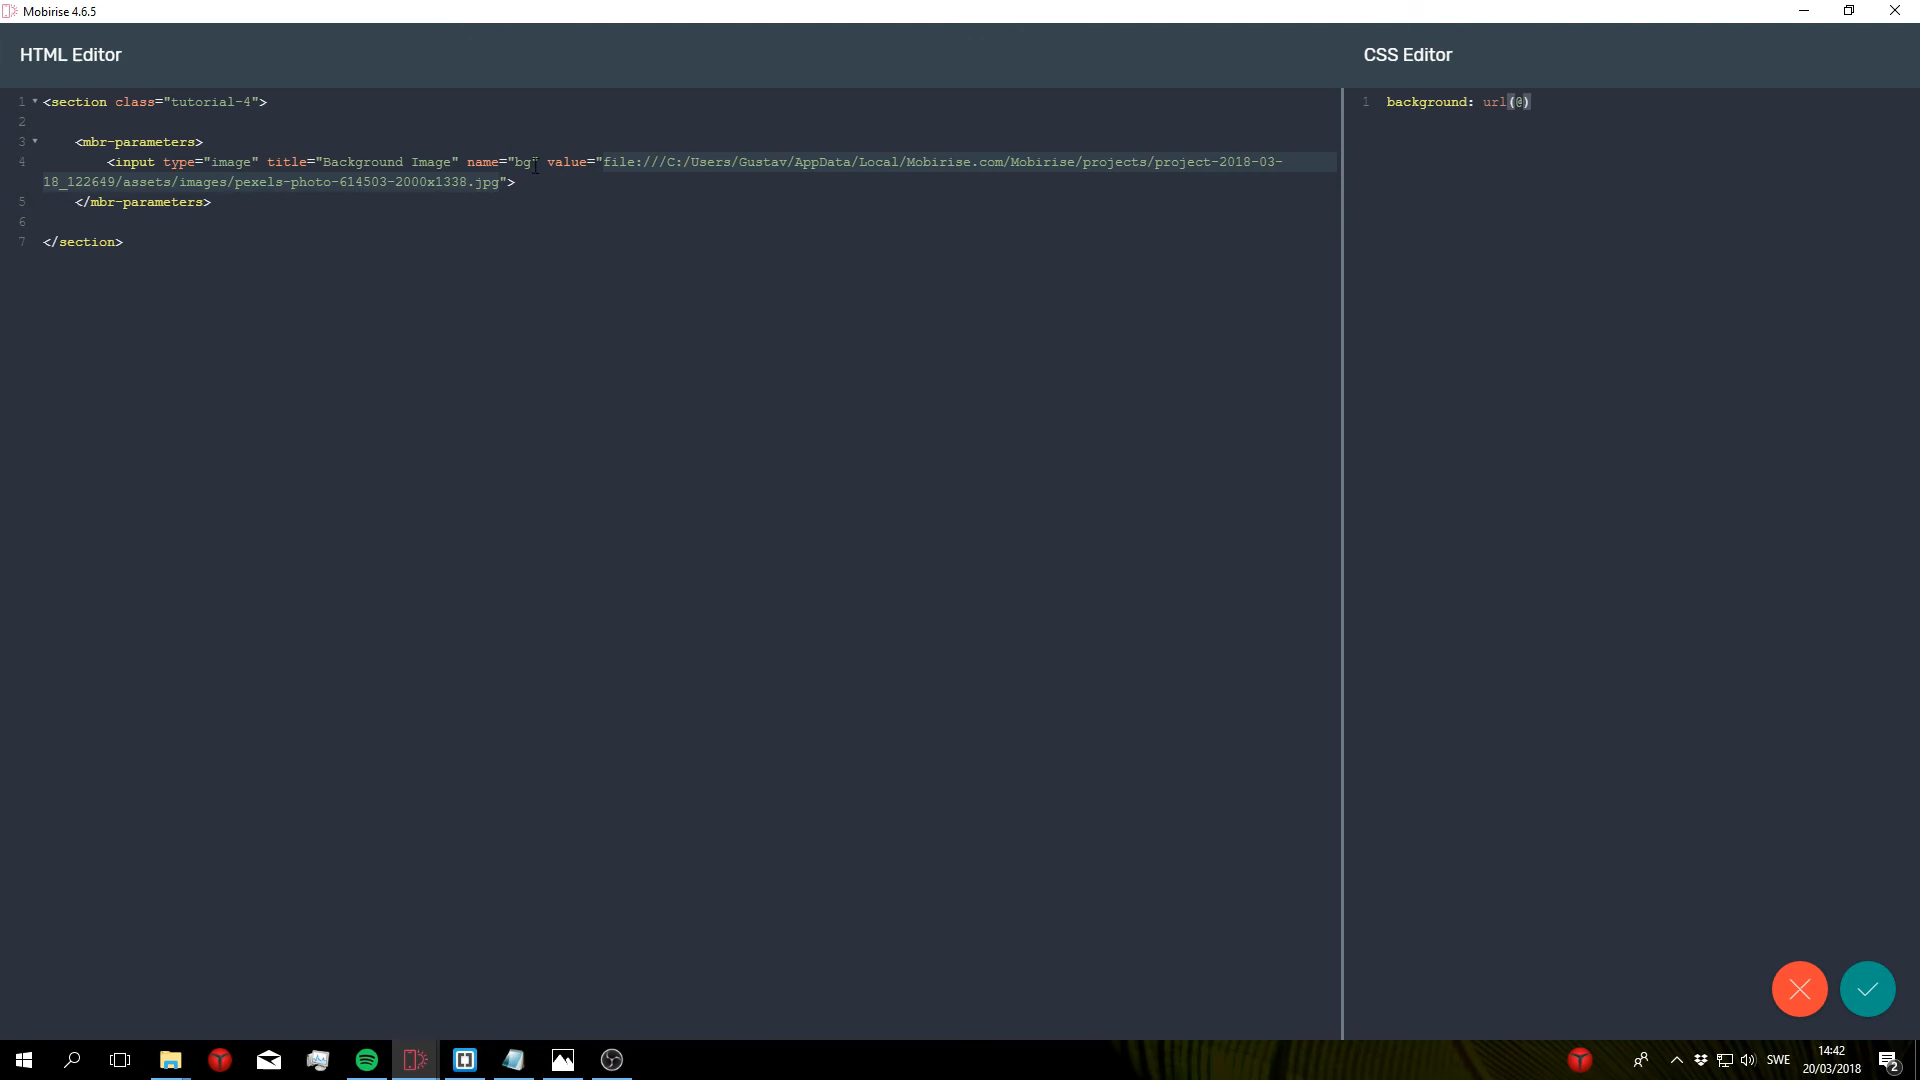 Mobirise 4.6.5
HTML Editor
CSS Editor
1 <section class="tutorial-4">
2
3 <mbr-parameters>
4 <input type="image" title="Background Image" name="bg" value="file:///C:/Users/Gustav/AppData/Local/Mobirise.com/Mobirise/projects/project-2018-03-
18_122649/assets/images/pexels-photo-614503-2000x1338.jpg">
5 </mbr-parameters>
6
7 </section>
1 background: url(@)
SWE
14:42
20/03/2018
2